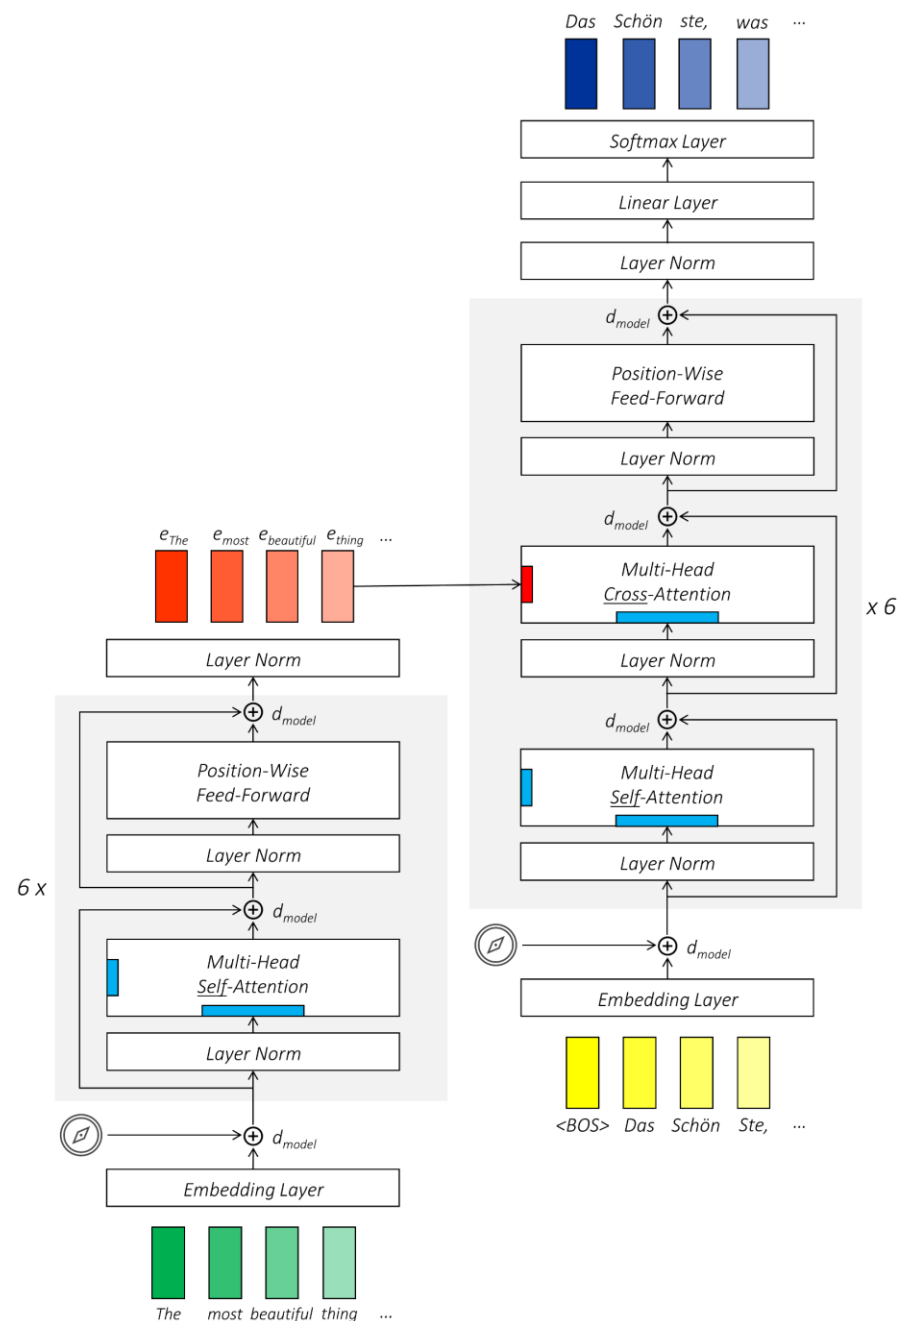 Das Schön ste, was ...
Softmax Layer
Linear Layer
Layer Norm
d_model
Position-Wise
Feed-Forward
Layer Norm
d_model
Multi-Head
Cross-Attention
Layer Norm
d_model
Multi-Head
Self-Attention
Layer Norm
x 6
d_model
Embedding Layer
<BOS> Das Schön Ste, ...
e_The e_most e_beautiful e_thing ...
Layer Norm
d_model
Position-Wise
Feed-Forward
Layer Norm
6 x
d_model
Multi-Head
Self-Attention
Layer Norm
d_model
Embedding Layer
The most beautiful thing ...